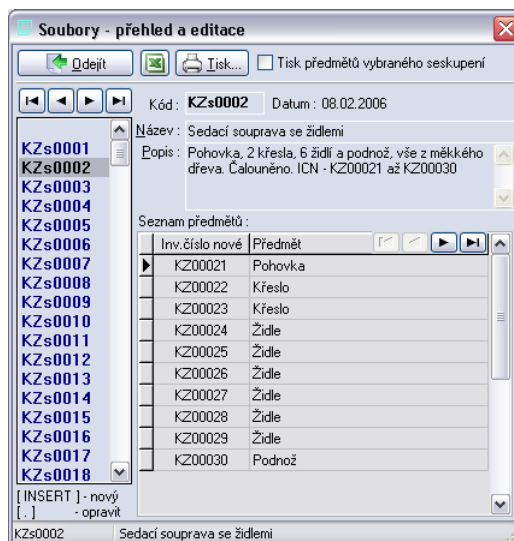 Soubory - přehled a editace
Odejít Tisk... Tisk předmětů vybraného seskupení
Kód : KZs0002 Datum : 08.02.2006
Název : Sedací souprava se židlemi
Popis : Pohovka, 2 křesla, 6 židlí a podnož, vše z měkkého
dřeva. Čalouněno. ICN - KZ00021 až KZ00030
KZs0001
KZs0002
KZs0003
KZs0004
KZs0005
KZs0006
KZs0007
KZs0008
KZs0009
KZs0010
KZs0011
KZs0012
KZs0013
KZs0014
KZs0015
KZs0016
KZs0017
KZs0018
[ INSERT ] - nový
[ . ] - opravit
Seznam předmětů :
Inv.číslo nové Předmět
KZ00021 Pohovka
KZ00022 Křeslo
KZ00023 Křeslo
KZ00024 Židle
KZ00025 Židle
KZ00026 Židle
KZ00027 Židle
KZ00028 Židle
KZ00029 Židle
KZ00030 Podnož
KZs0002 Sedací souprava se židlemi